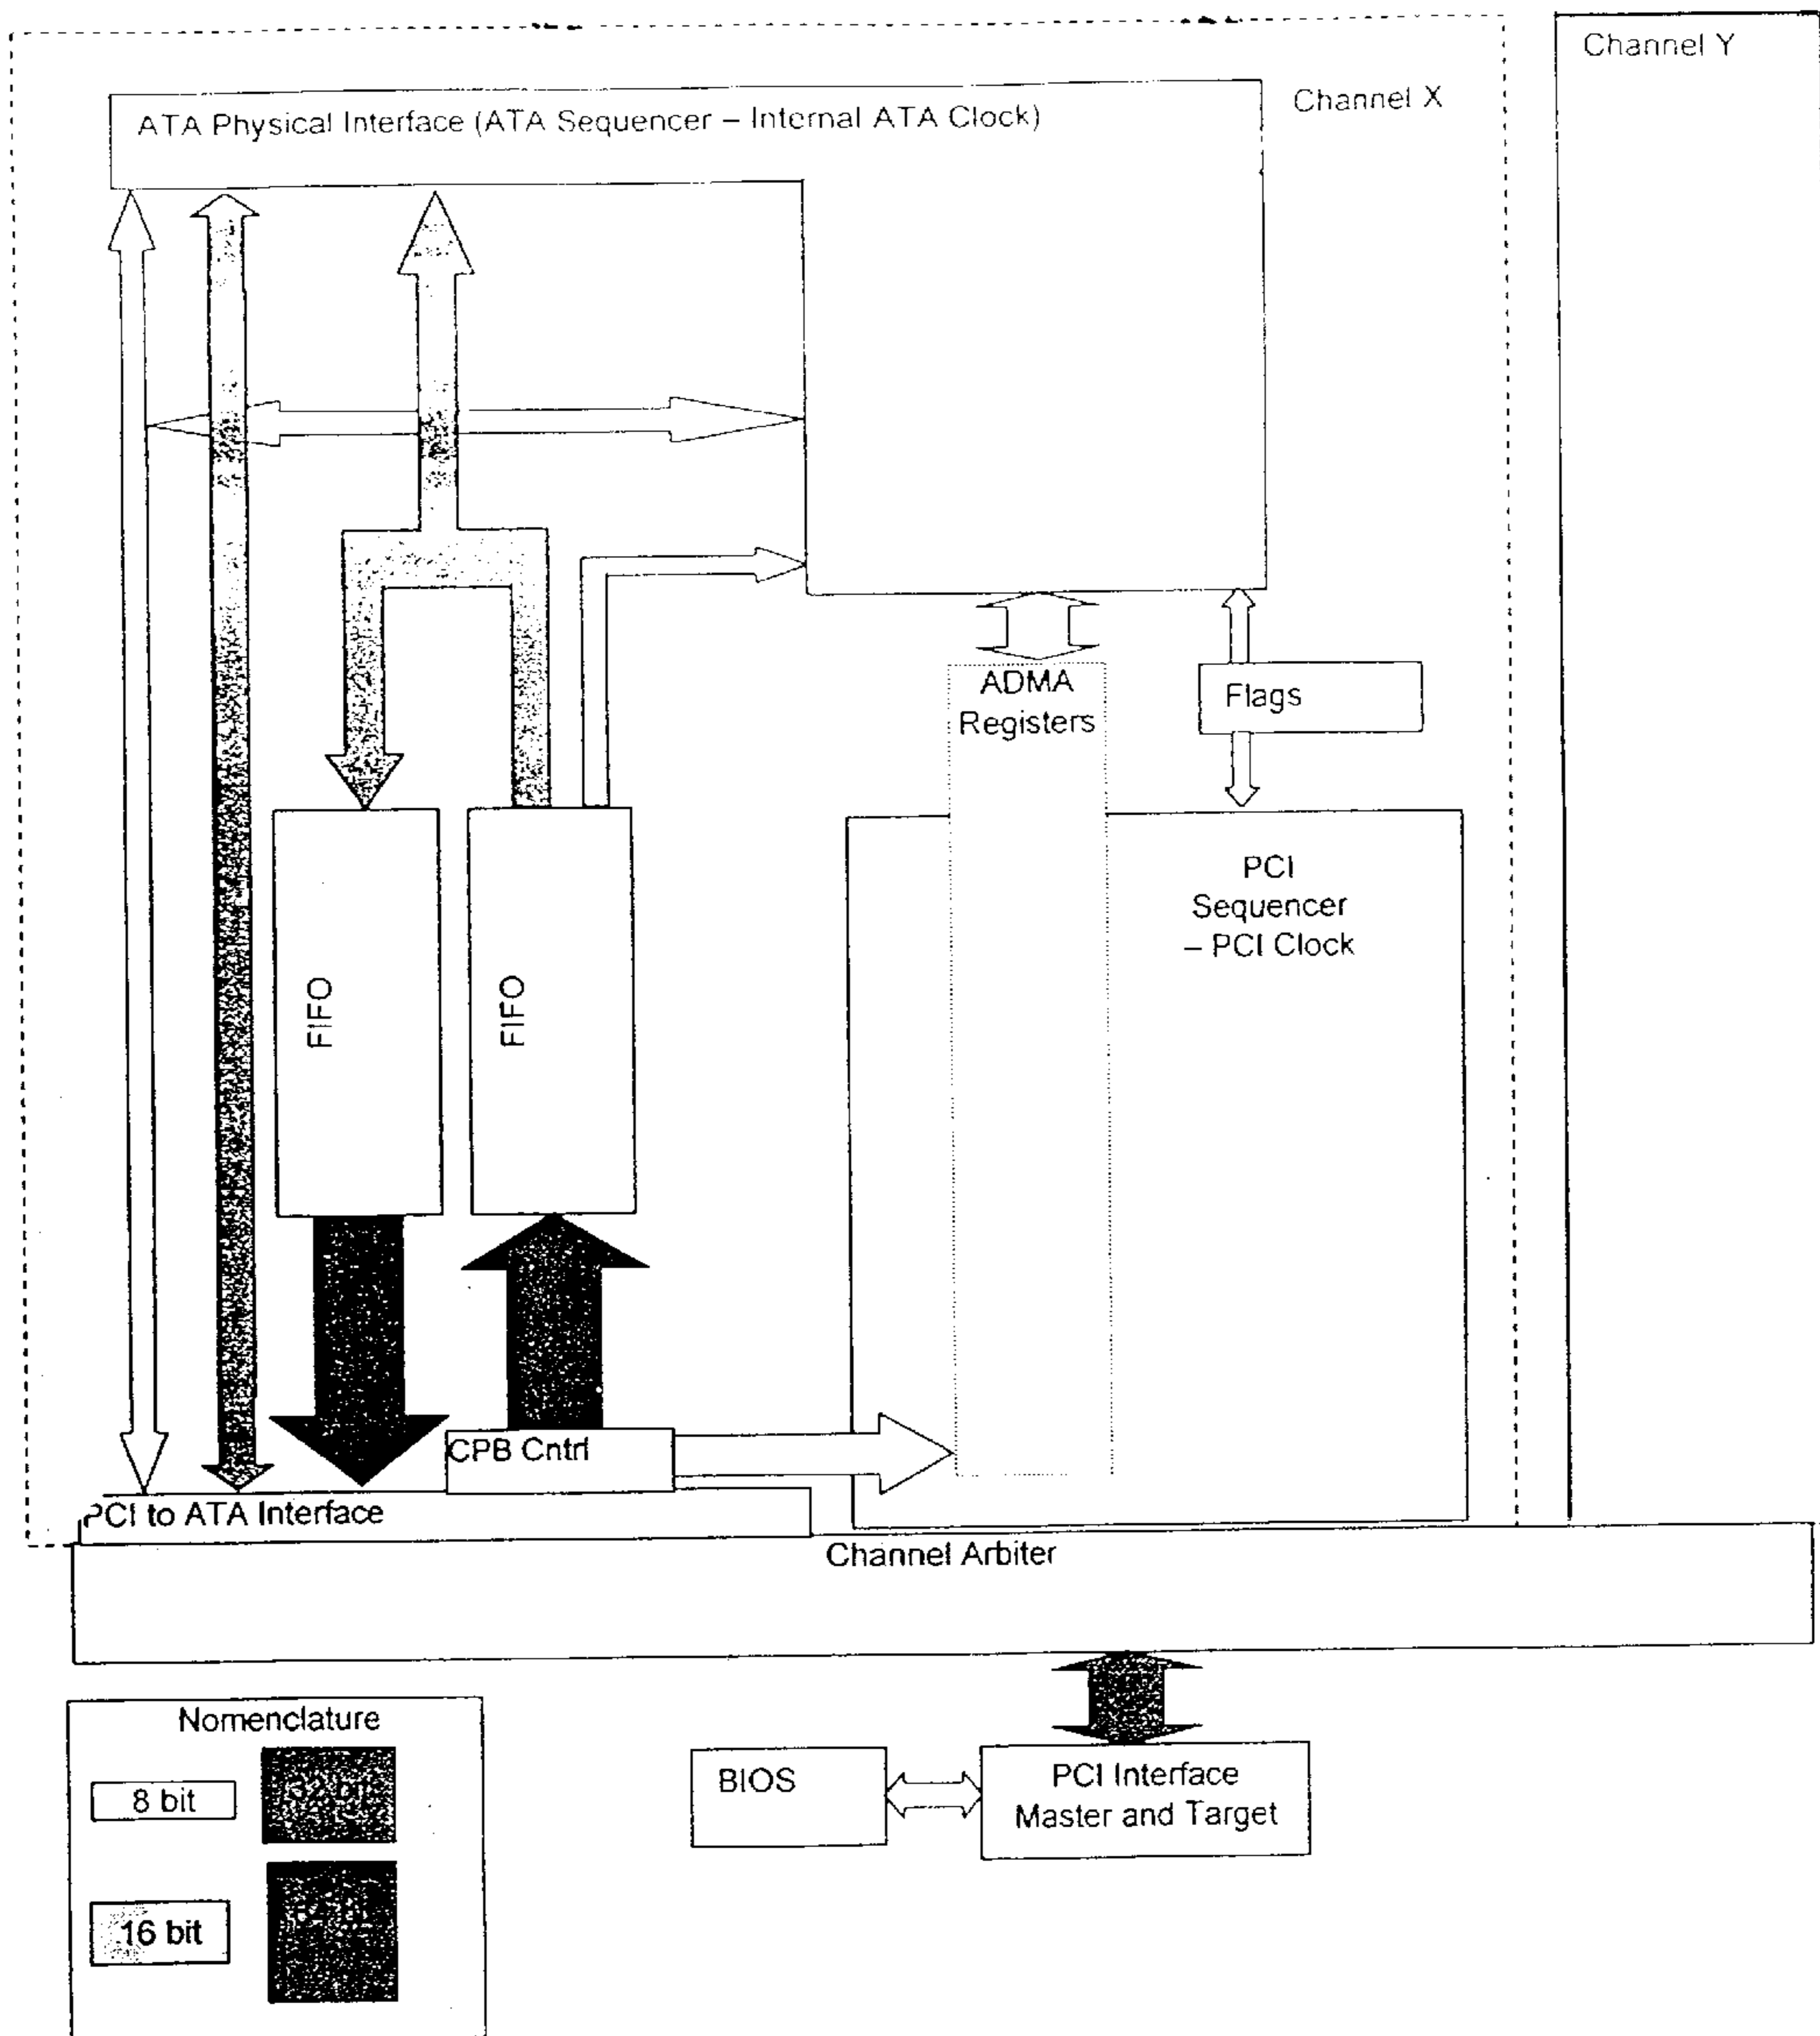 Channel Y
Channel X
ATA Physical Interface (ATA Sequencer – Internal ATA Clock)
ADMA
Registers
Flags
PCI
Sequencer
– PCI Clock
FIFO
FIFO
CPB Cntrl
PCI to ATA Interface
Channel Arbiter
Nomenclature
8 bit
32 bit
16 bit
BIOS
PCI Interface
Master and Target